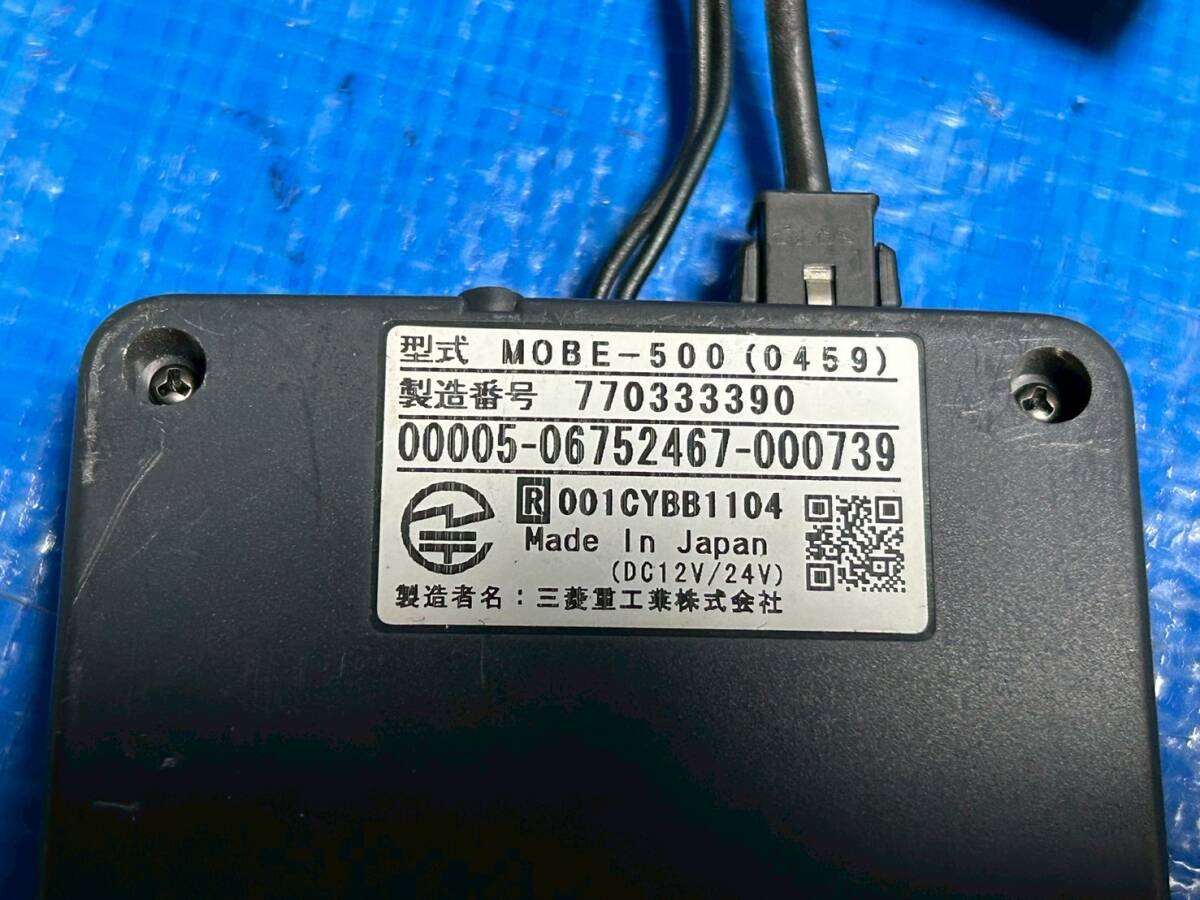 型式 MOBE-500(0459)
製造番号 770333390
00005-06752467-000739
R 001CYBB1104
Made In Japan
(DC12V/24V)
製造者名：三菱重工業株式会社